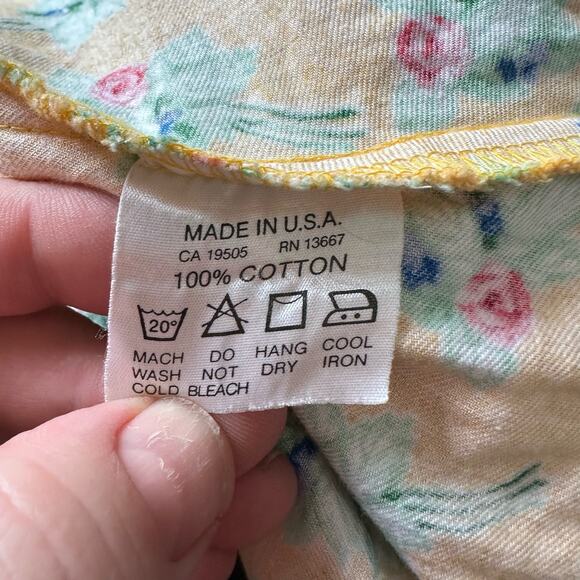 MADE IN U.S.A.
CA 19505 RN 13667
100% COTTON
20°
MACH DO HANG COOL
WASH NOT DRY IRON
COLD BLEACH